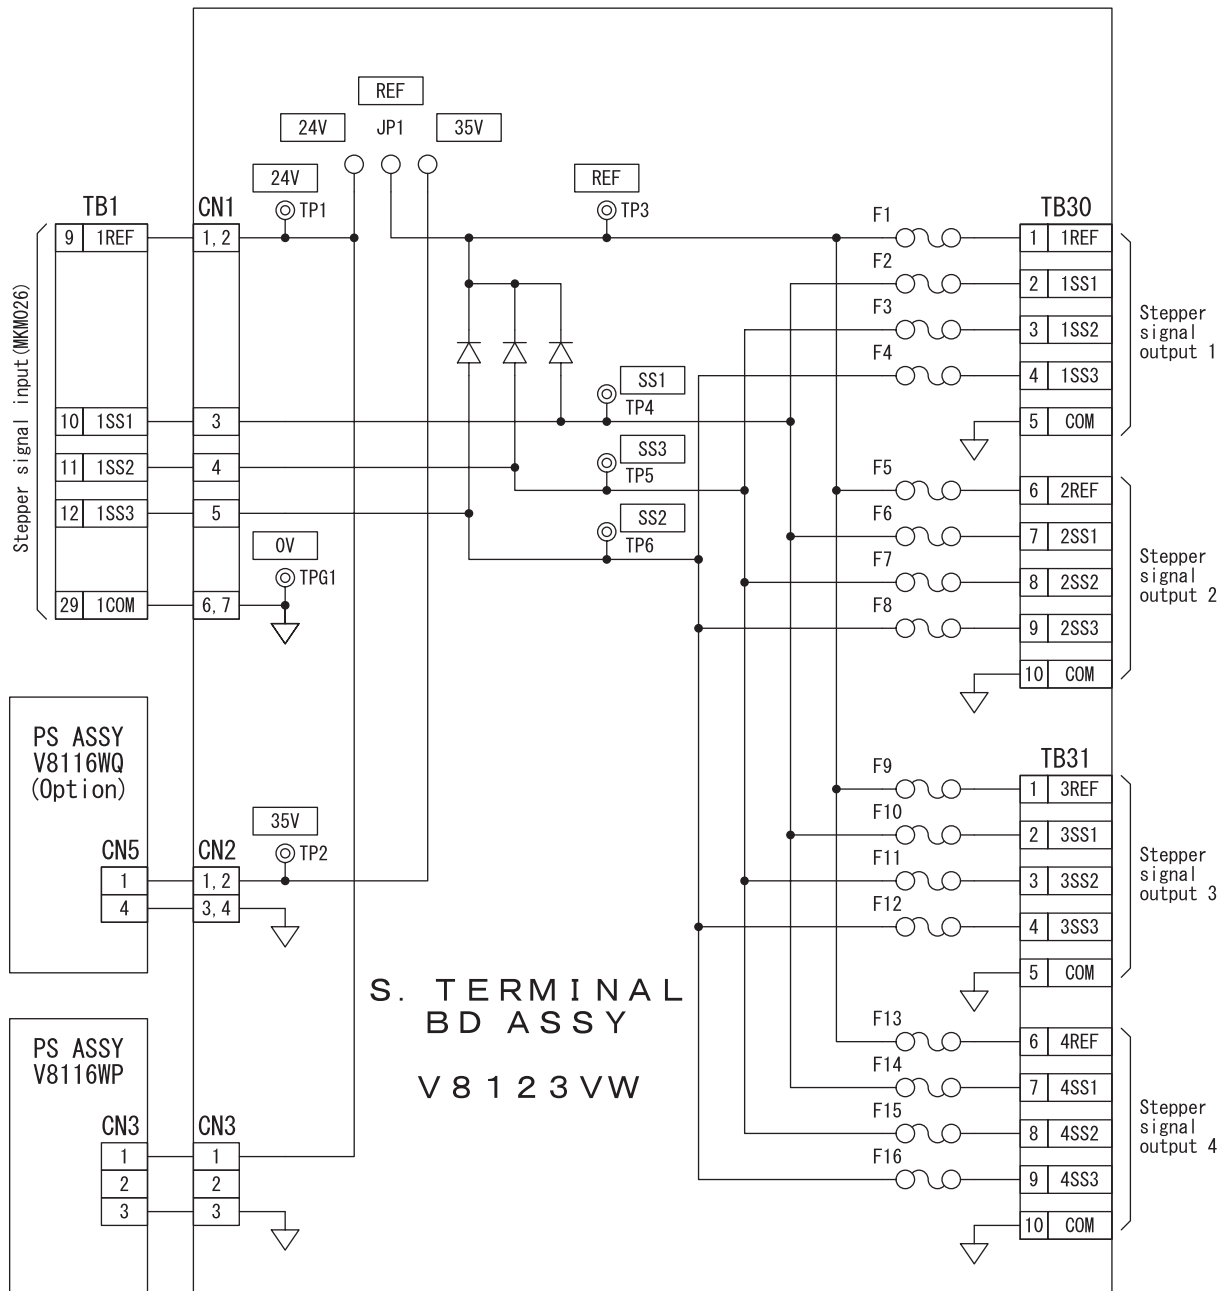 REF
24V JP1 35V
24V
TP1
REF
TP3
TB1 CN1
9 1REF 1, 2
10 1SS1 3
11 1SS2 4
12 1SS3 5
29 1COM 6, 7
Stepper signal input(MKM026)
SS1
TP4
SS3
TP5
SS2
TP6
0V
TPG1
F1
F2
F3
F4
TB30
1 1REF
2 1SS1
3 1SS2
4 1SS3
5 COM
Stepper
signal
output 1
F5
F6
F7
F8
6 2REF
7 2SS1
8 2SS2
9 2SS3
10 COM
Stepper
signal
output 2
PS ASSY
V8116WQ
(Option)
35V
TP2
CN5 CN2
1 1, 2
4 3, 4
F9
F10
F11
F12
TB31
1 3REF
2 3SS1
3 3SS2
4 3SS3
5 COM
Stepper
signal
output 3
S. TERMINAL
BD ASSY
V8123VW
PS ASSY
V8116WP
CN3 CN3
1 1
2 2
3 3
F13
F14
F15
F16
6 4REF
7 4SS1
8 4SS2
9 4SS3
10 COM
Stepper
signal
output 4